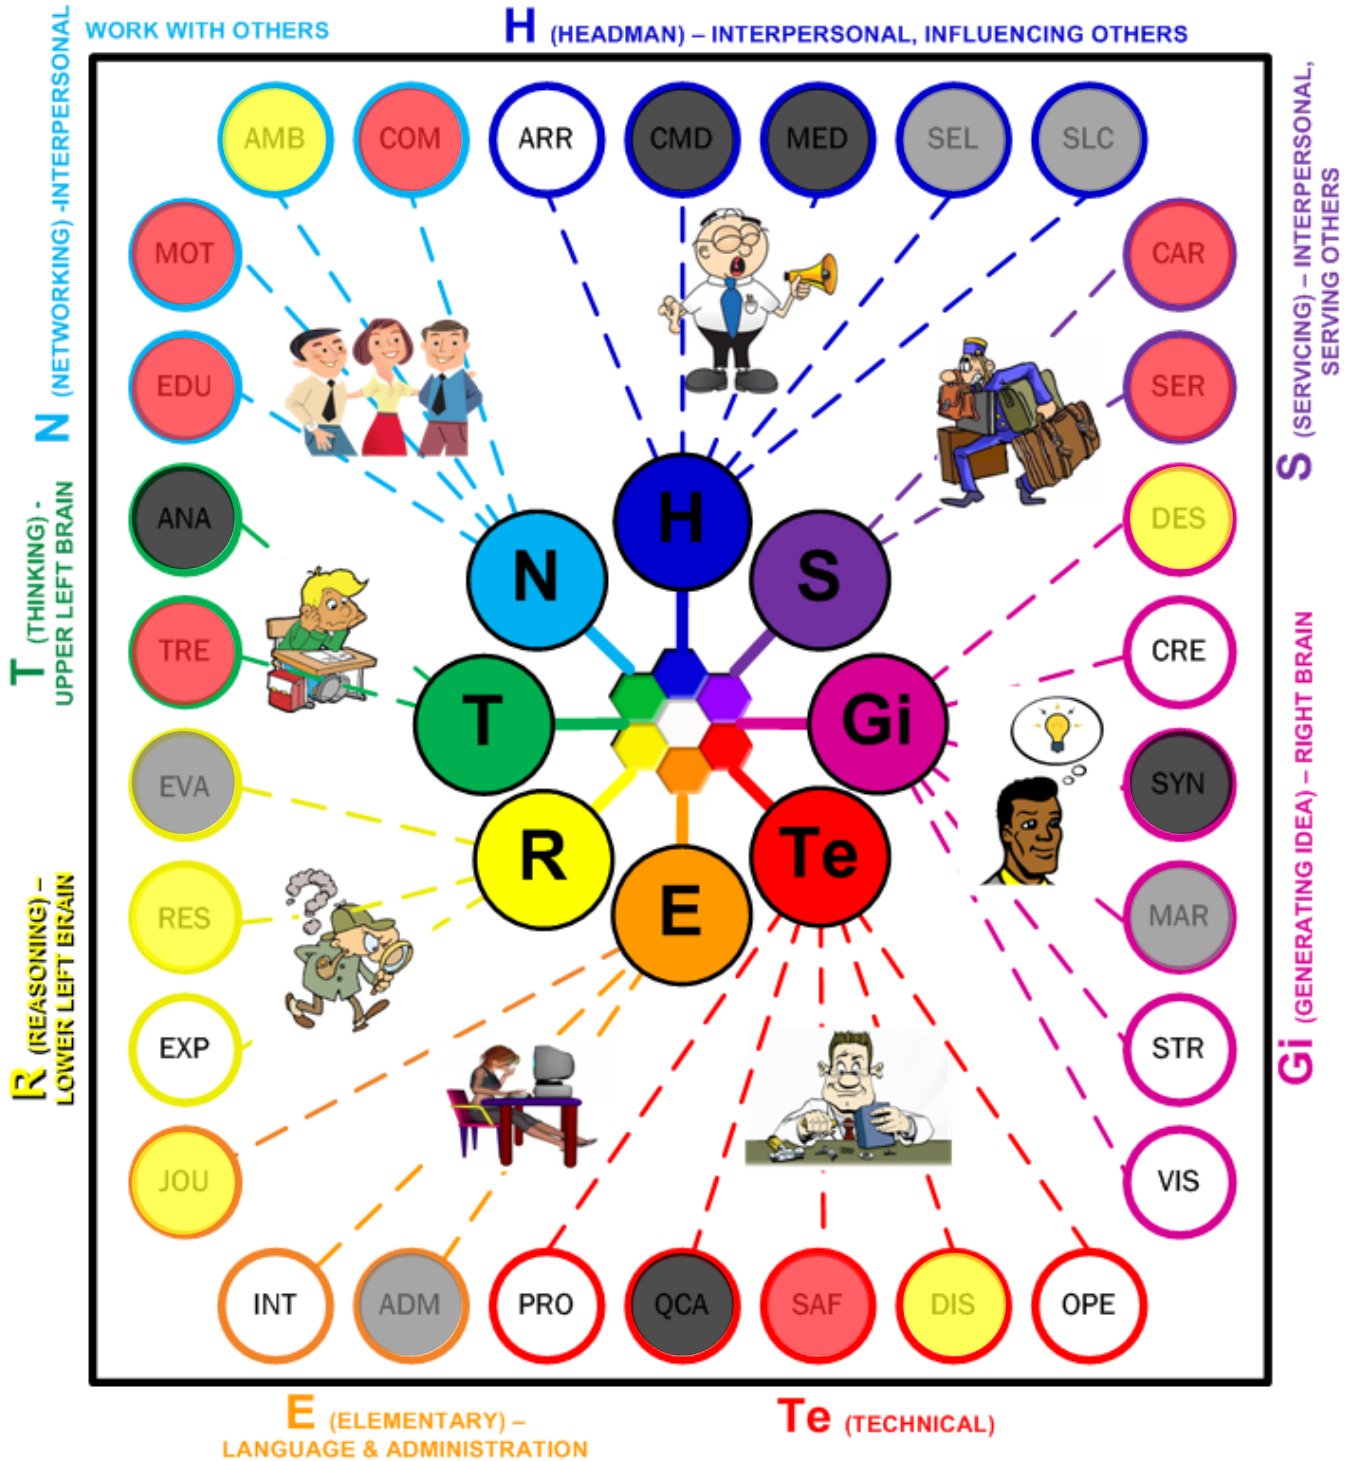 WORK WITH OTHERS
H (HEADMAN) – INTERPERSONAL, INFLUENCING OTHERS
N (NETWORKING) -INTERPERSONAL
S (SERVICING) – INTERPERSONAL,
SERVING OTHERS
AMB
COM
ARR
CMD
MED
SEL
SLC
MOT
CAR
EDU
SER
ANA
DES
T (THINKING) -
UPPER LEFT BRAIN
H
N
S
TRE
CRE
T
Gi
EVA
SYN
R
Te
E
RES
MAR
R (REASONING) –
LOWER LEFT BRAIN
Gi (GENERATING IDEA) – RIGHT BRAIN
EXP
STR
JOU
VIS
INT
ADM
PRO
QCA
SAF
DIS
OPE
E (ELEMENTARY) –
LANGUAGE & ADMINISTRATION
Te (TECHNICAL)